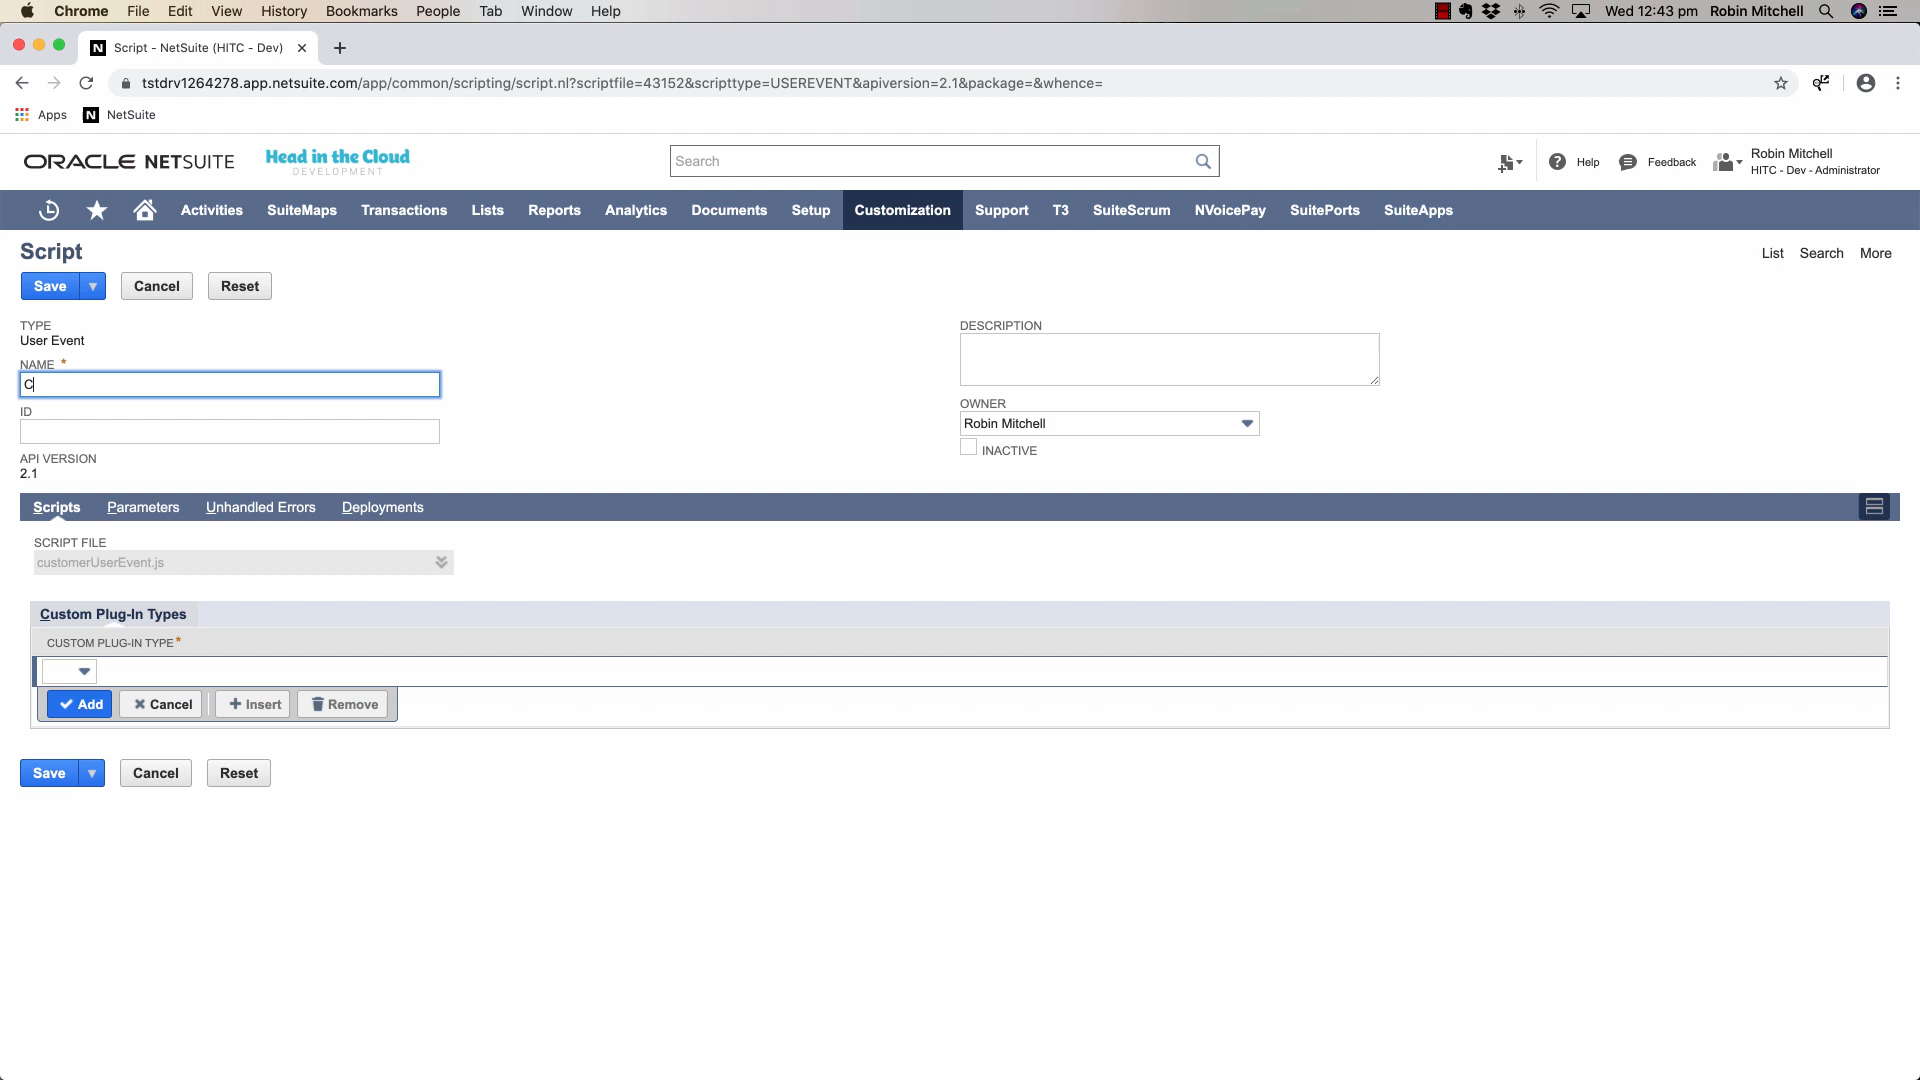 Chrome File Edit View History Bookmarks People Tab Window Help Wed 12:43 pm Robin Mitchell
N Script - NetSuite (HITC - Dev)
tstdrv1264278.app.netsuite.com/app/common/scripting/script.nl?scriptfile=43152&scripttype=USEREVENT&apiversion=2.1&package=&whence=
Apps N NetSuite
ORACLE NETSUITE Head in the Cloud
DEVELOPMENT
Search
Help Feedback Robin Mitchell
HITC - Dev - Administrator
Activities SuiteMaps Transactions Lists Reports Analytics Documents Setup Customization Support T3 SuiteScrum NVoicePay SuitePorts SuiteApps
Script
List Search More
Save Cancel Reset
TYPE
User Event
NAME *
C
ID
API VERSION
2.1
DESCRIPTION
OWNER
Robin Mitchell
INACTIVE
Scripts Parameters Unhandled Errors Deployments
SCRIPT FILE
customerUserEvent.js
Custom Plug-In Types
CUSTOM PLUG-IN TYPE *
Add Cancel Insert Remove
Save Cancel Reset